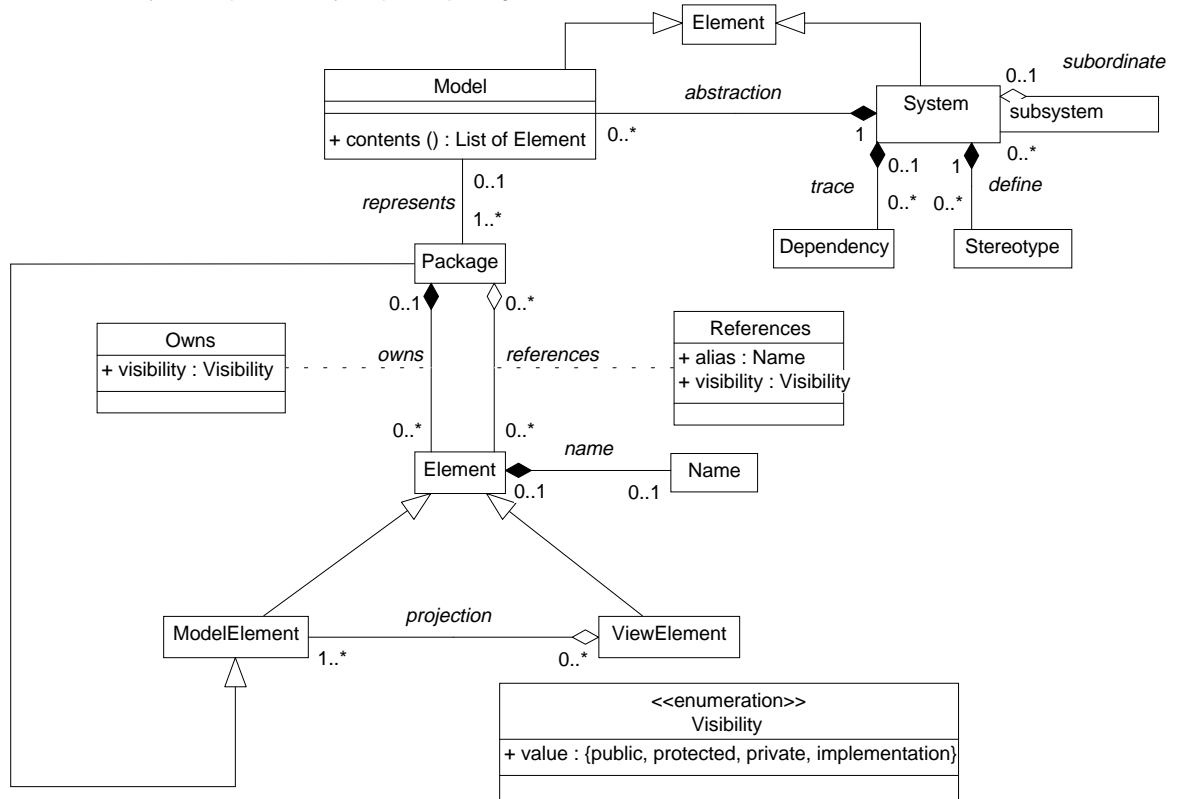 Element
subordinate
0..1
Model
abstraction
System
subsystem
+ contents () : List of Element
0..*
1
0..1
1
0..*
0..1
trace
define
represents
0..*
0..*
1..*
Dependency
Stereotype
Package
0..1
0..*
Owns
References
owns
references
+ alias : Name
+ visibility : Visibility
+ visibility : Visibility
0..*
0..*
name
Element
Name
0..1
0..1
projection
ModelElement
ViewElement
1..*
0..*
<<enumeration>>
Visibility
+ value : {public, protected, private, implementation}